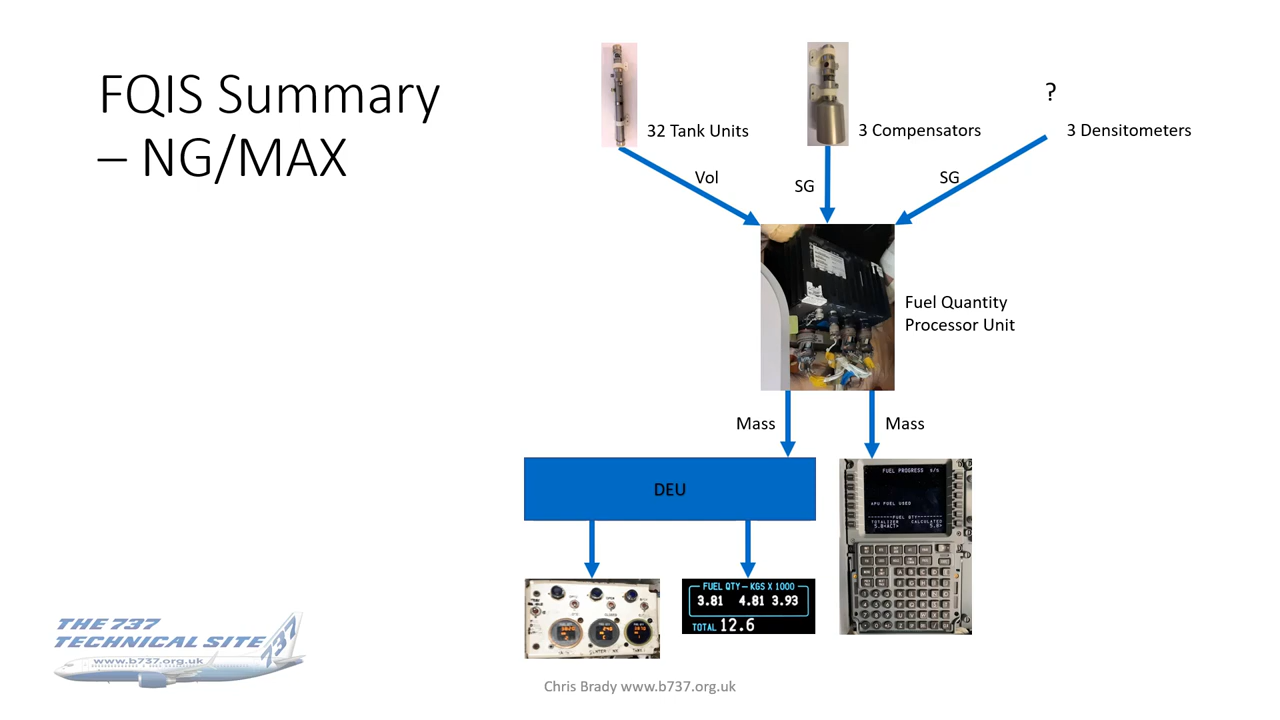 FQIS Summary
– NG/MAX
?
32 Tank Units
3 Compensators
3 Densitometers
Vol
SG
SG
Fuel Quantity
Processor Unit
Mass
Mass
DEU
FUEL PROGRESS
APU FUEL USED
FUEL QTY
TOTALIZER CALCULATED
FUEL QTY – KGS X 1000
3.81 4.81 3.93
TOTAL 12.6
THE 737
TECHNICAL SITE
737
www.b737.org.uk
Chris Brady www.b737.org.uk